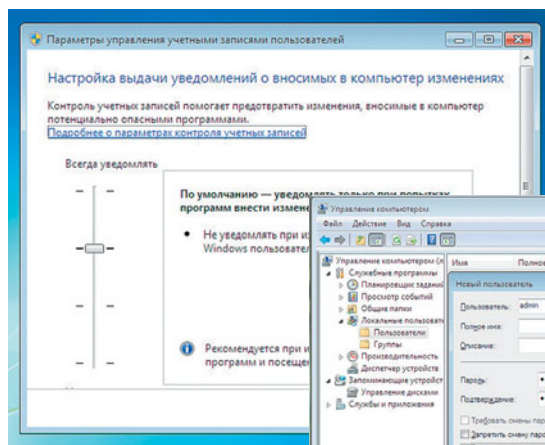 Параметры управления учетными записями пользователей
Настройка выдачи уведомлений о вносимых в компьютер изменениях
Контроль учетных записей помогает предотвратить изменения, вносимые в компьютер
потенциально опасными программами.
Подробнее о параметрах контроля учетных записей
Всегда уведомлять
По умолчанию — уведомлять только при попытках
программ внести измене
• Не уведомлять при из
Windows пользовател
Рекомендуется при и
программ и посещен
Управление компьютером
Файл Действие Вид Справка
Управление компьютером (л
Служебные программы
Планировщик заданий
Просмотр событий
Общие папки
Локальные пользовате
Пользователи
Группы
Производительность
Диспетчер устройств
Запоминающие устройст
Управление дисками
Службы и приложения
Имя Полное
Новый пользователь
Пользователь: admin
Полное имя:
Описание:
Пароль:
Подтверждение:
Требовать смены пар
Запретить смену паро